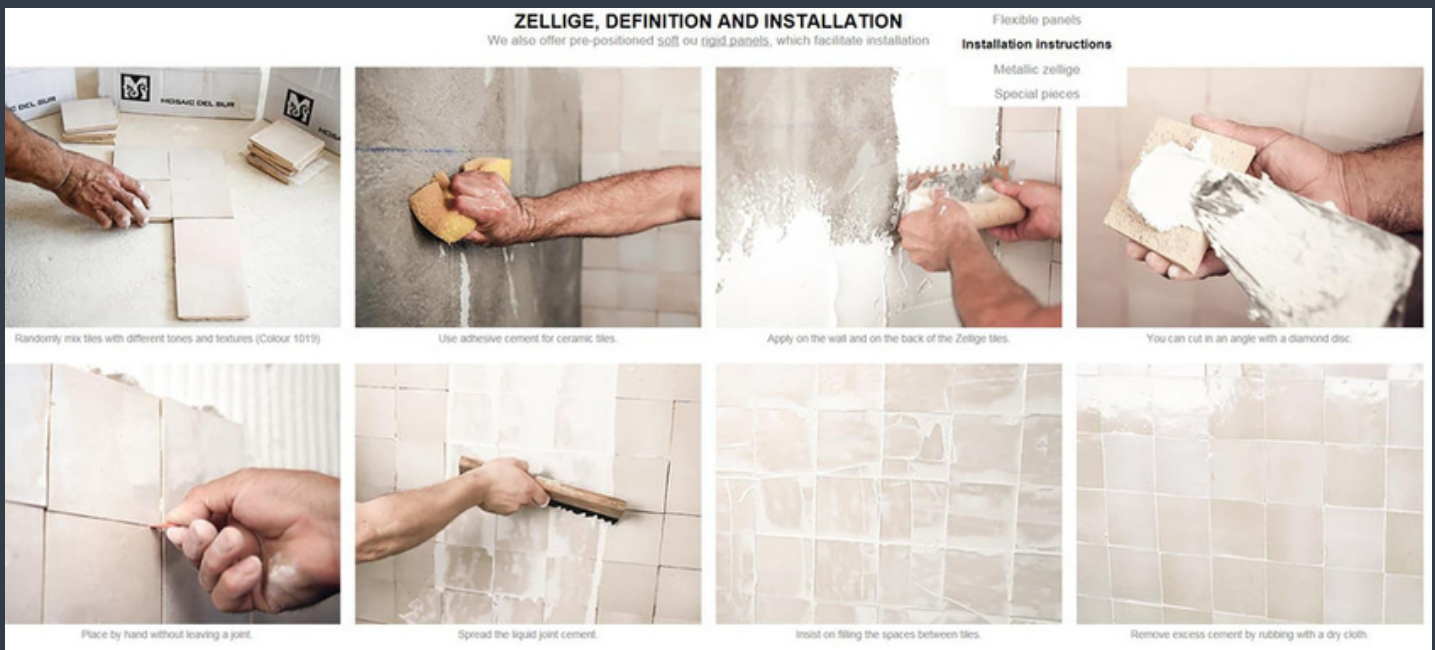 ZELLIGE, DEFINITION AND INSTALLATION
We also offer pre-positioned soft ou rigid panels, which facilitate installation
Flexible panels
Installation instructions
Metallic zellige
Special pieces
C DEL SUR
MOSAIC DEL SUR
MOSAIC DEL
Randomly mix tiles with different tones and textures (Colour 1019)
Use adhesive cement for ceramic tiles.
Apply on the wall and on the back of the Zellige tiles.
You can cut in an angle with a diamond disc.
Place by hand without leaving a joint.
Spread the liquid joint cement.
Insist on filling the spaces between tiles.
Remove excess cement by rubbing with a dry cloth.